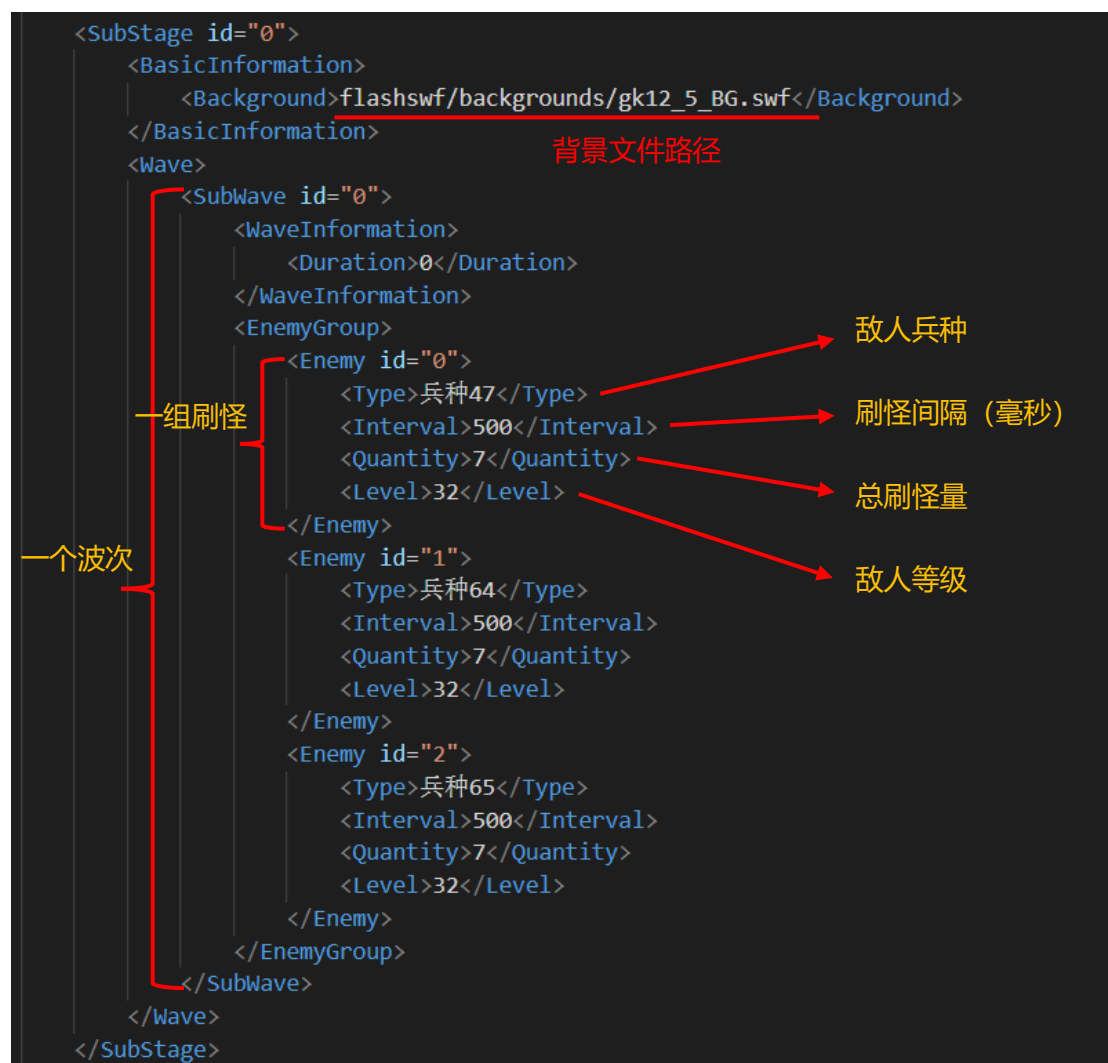 <SubStage id="0">
<BasicInformation>
<Background>flashswf/backgrounds/gk12_5_BG.swf</Background>
</BasicInformation>
背景文件路径
<Wave>
<SubWave id="0">
<WaveInformation>
<Duration>0</Duration>
</WaveInformation>
<EnemyGroup>
敌人兵种
<Enemy id="0">
<Type>兵种47</Type>
一组刷怪
刷怪间隔（毫秒）
<Interval>500</Interval>
<Quantity>7</Quantity>
总刷怪量
<Level>32</Level>
</Enemy>
一个波次
<Enemy id="1">
敌人等级
<Type>兵种64</Type>
<Interval>500</Interval>
<Quantity>7</Quantity>
<Level>32</Level>
</Enemy>
<Enemy id="2">
<Type>兵种65</Type>
<Interval>500</Interval>
<Quantity>7</Quantity>
<Level>32</Level>
</Enemy>
</EnemyGroup>
</SubWave>
</Wave>
</SubStage>